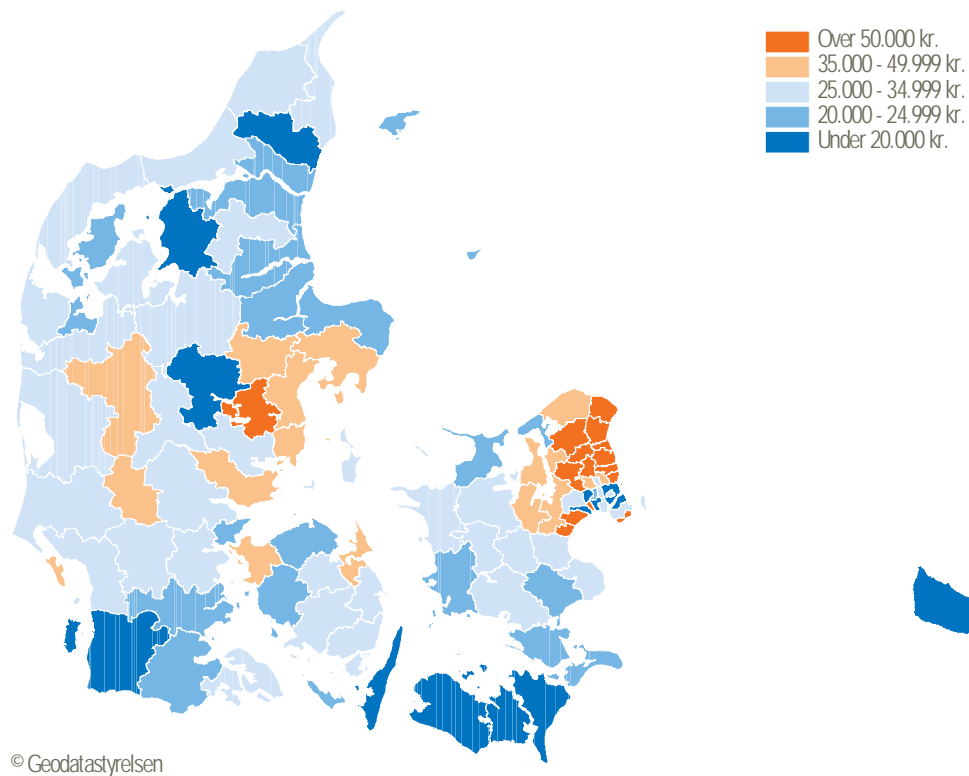 Over 50.000 kr.
35.000 - 49.999 kr.
25.000 - 34.999 kr.
20.000 - 24.999 kr.
Under 20.000 kr.
© Geodatastyrelsen